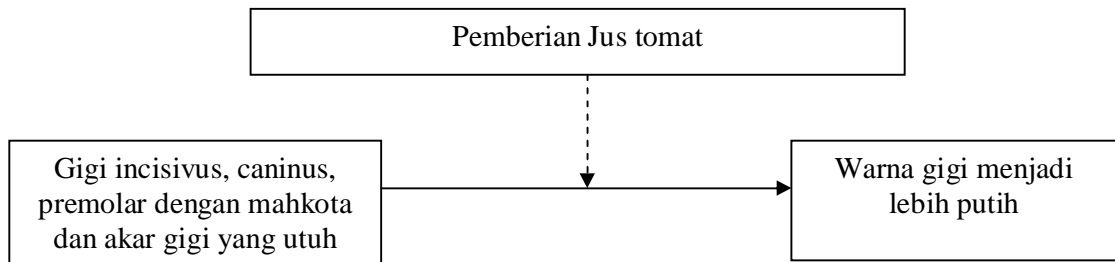 Pemberian Jus tomat
Gigi incisivus, caninus,
premolar dengan mahkota
dan akar gigi yang utuh
Warna gigi menjadi
lebih putih